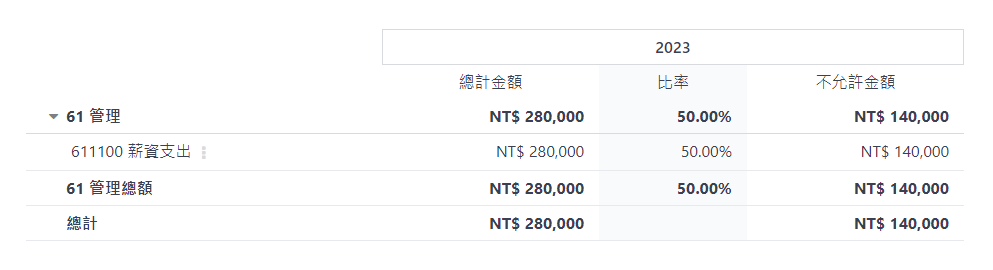 2023
總計金額 比率 不允許金額
61 管理 NT$ 280,000 50.00% NT$ 140,000
611100 薪資支出 NT$ 280,000 50.00% NT$ 140,000
61 管理總額 NT$ 280,000 50.00% NT$ 140,000
總計 NT$ 280,000 NT$ 140,000